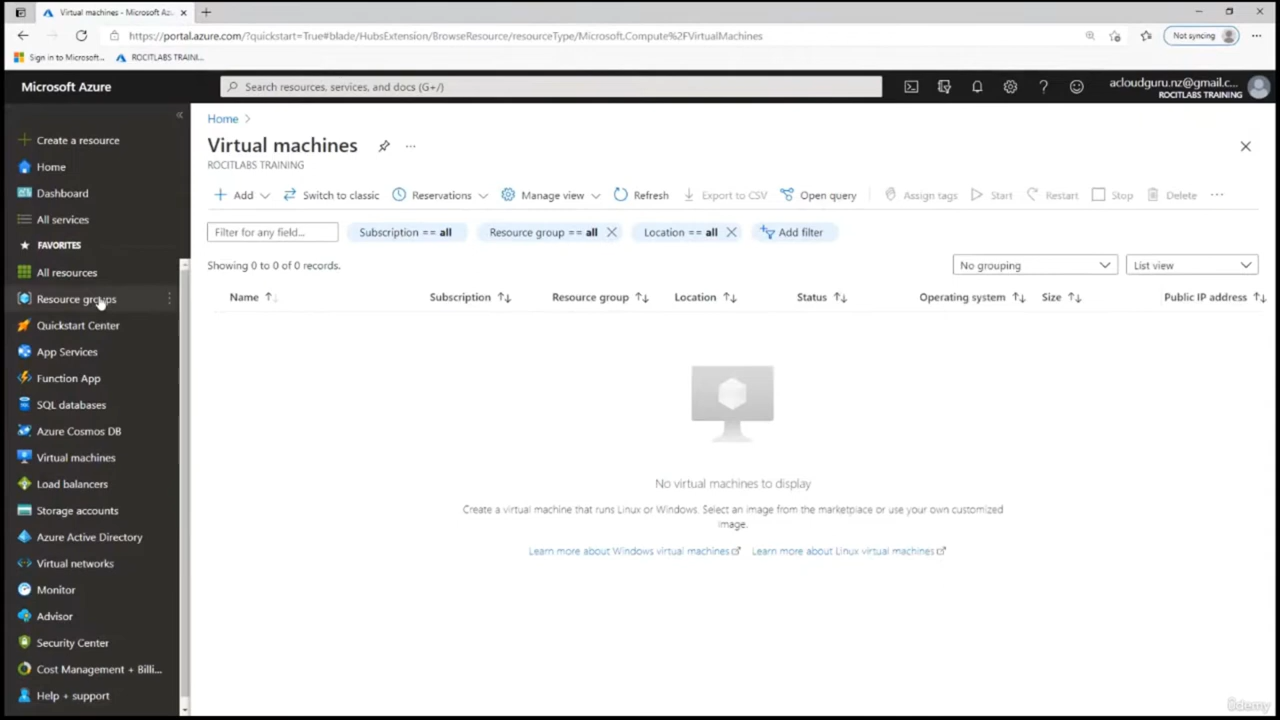 Virtual machines - Microsoft Az...
https://portal.azure.com/?quickstart=True#blade/HubsExtension/BrowseResource/resourceType/Microsoft.Compute%2FVirtualMachines
Not syncing
Sign in to Microsoft...
ROCITLABS TRAINI...
Microsoft Azure
Search resources, services, and docs (G+/)
acloudguru.nz@gmail.c...
ROCITLABS TRAINING
Create a resource
Home
Dashboard
All services
FAVORITES
All resources
Resource groups
Quickstart Center
App Services
Function App
SQL databases
Azure Cosmos DB
Virtual machines
Load balancers
Storage accounts
Azure Active Directory
Virtual networks
Monitor
Advisor
Security Center
Cost Management + Billi...
Help + support
Home
Virtual machines
ROCITLABS TRAINING
Add Switch to classic Reservations Manage view Refresh Export to CSV Open query Assign tags Start Restart Stop Delete
Filter for any field... Subscription == all Resource group == all Location == all Add filter
Showing 0 to 0 of 0 records.
No grouping List view
Name Subscription Resource group Location Status Operating system Size Public IP address
No virtual machines to display
Create a virtual machine that runs Linux or Windows. Select an image from the marketplace or use your own customized
image.
Learn more about Windows virtual machines Learn more about Linux virtual machines
ûdemy